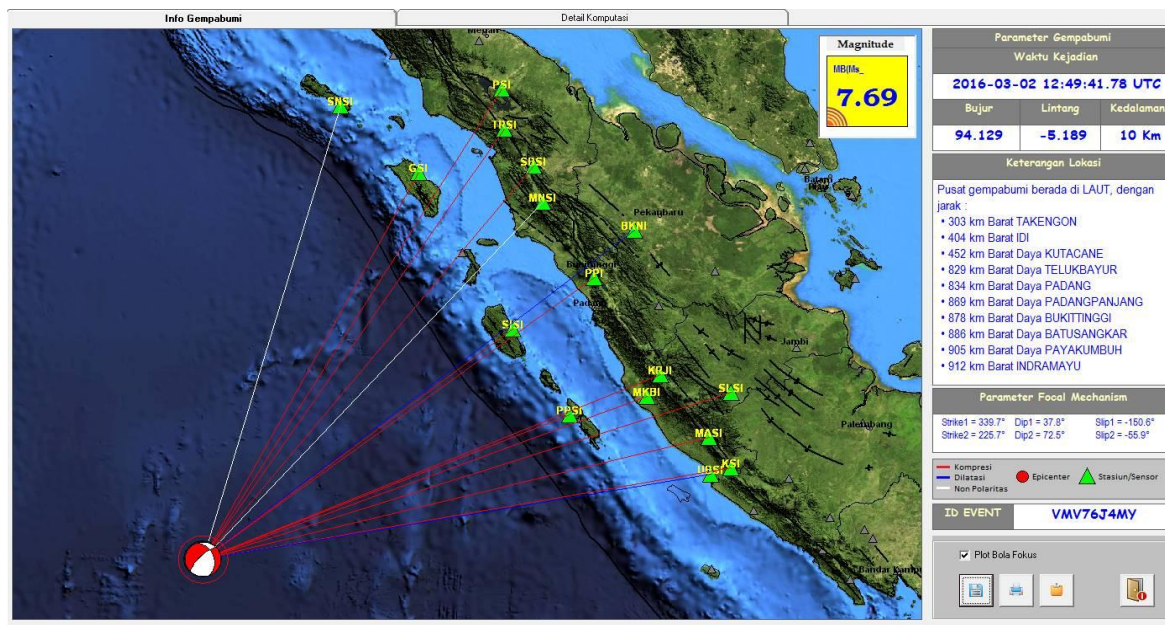 Info Gempabumi
Detail Komputasi
Magnitude
MB(Ms_
7.69
PSI
SNSI
TRSI
SBSI
GSI
MNSI
Pekanbaru
BKNI
PPI
Padang
SISI
Jambi
KRJI
SLSI
MKBI
PPSI
Palembang
MASI
KSI
UBSI
Parameter Gempabumi
Waktu Kejadian
2016-03-02 12:49:41.78 UTC
Bujur Lintang Kedalaman
94.129 -5.189 10 Km
Keterangan Lokasi
Pusat gempabumi berada di LAUT, dengan
jarak :
• 303 km Barat TAKENGON
• 404 km Barat IDI
• 452 km Barat Daya KUTACANE
• 829 km Barat Daya TELUKBAYUR
• 834 km Barat Daya PADANG
• 869 km Barat Daya PADANGPANJANG
• 878 km Barat Daya BUKITTINGGI
• 886 km Barat Daya BATUSANGKAR
• 905 km Barat Daya PAYAKUMBUH
• 912 km Barat INDRAMAYU
Parameter Focal Mechanism
Strike1 = 339.7° Dip1 = 37.8° Slip1 = -150.6°
Strike2 = 225.7° Dip2 = 72.5° Slip2 = -55.9°
Kompresi
Dilatasi
Non Polaritas
Epicenter
Stasiun/Sensor
ID EVENT VMV76J4MY
Plot Bola Fokus